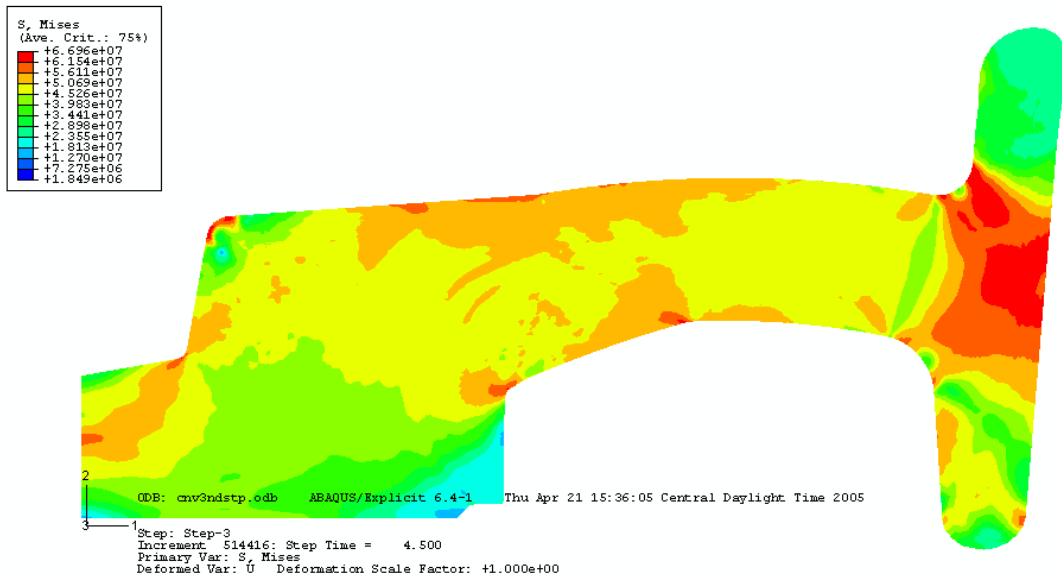 S, Mises
(Ave. Crit.: 75%)
+6.696e+07
+6.154e+07
+5.611e+07
+5.069e+07
+4.526e+07
+3.983e+07
+3.441e+07
+2.898e+07
+2.355e+07
+1.813e+07
+1.270e+07
+7.275e+06
+1.849e+06
2
3 1
ODB: cnv3ndstp.odb ABAQUS/Explicit 6.4-1 Thu Apr 21 15:36:05 Central Daylight Time 2005
Step: Step-3
Increment 514416: Step Time = 4.500
Primary Var: S, Mises
Deformed Var: U Deformation Scale Factor: +1.000e+00